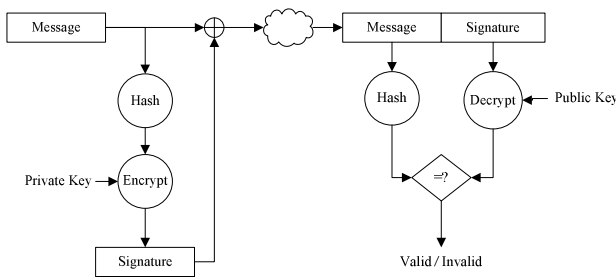 Message
Hash
Private Key
Encrypt
Signature
Message
Signature
Hash
Decrypt
Public Key
=?
Valid / Invalid